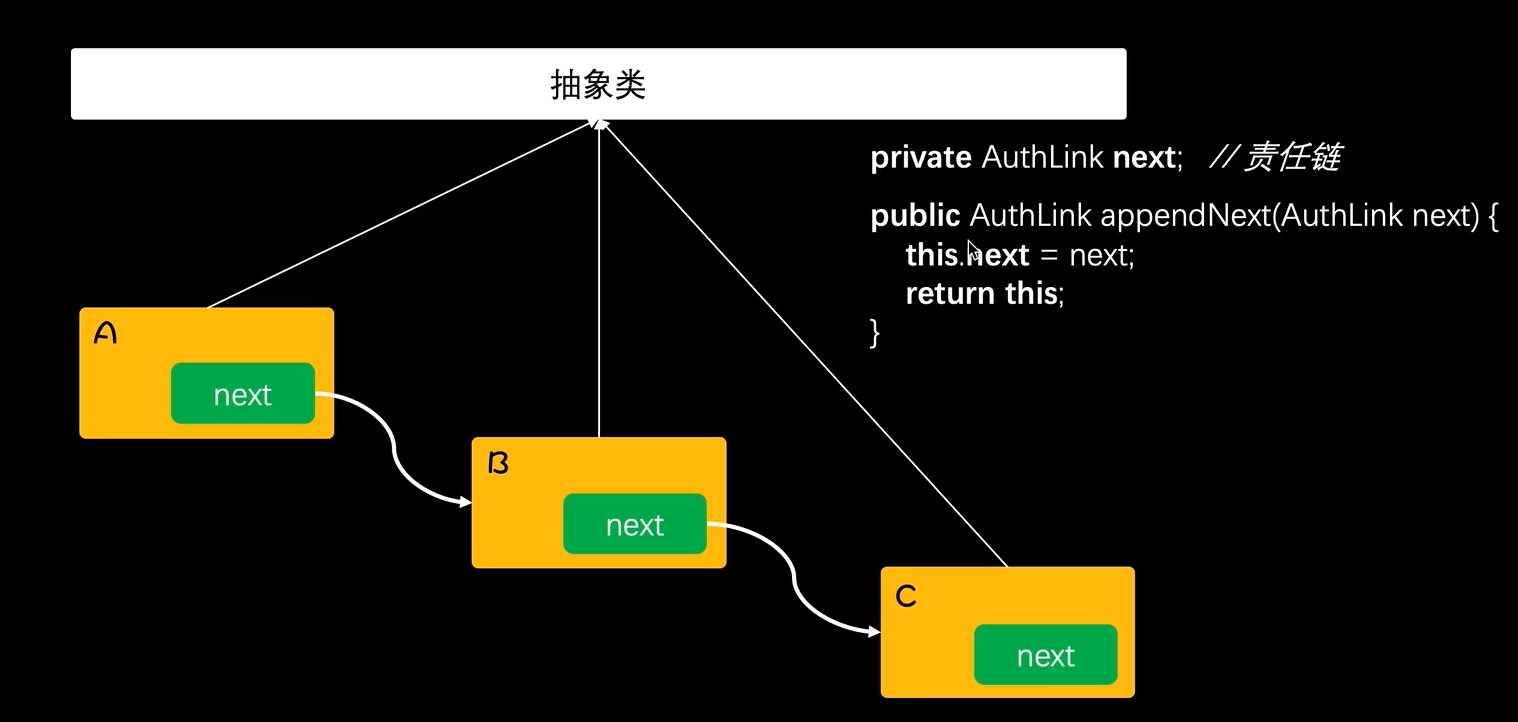 抽象类
private AuthLink next; // 责任链
public AuthLink appendNext(AuthLink next) {
this.next = next;
return this;
}
A
next
B
next
C
next